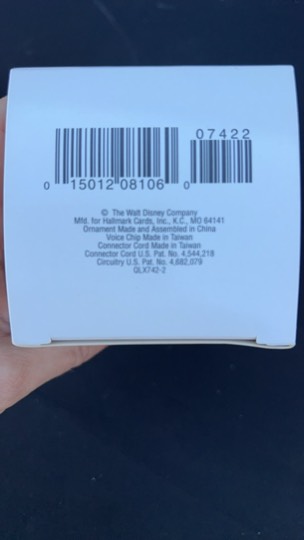 07422
0 15012 08106 0
© The Walt Disney Company
Mfd. for Hallmark Cards, Inc., K.C., MO 64141
Ornament Made and Assembled in China
Voice Chip Made in Taiwan
Connector Cord Made in Taiwan
Connector Cord U.S. Pat. No. 4,544,218
Circuitry U.S. Pat. No. 4,682,079
QLX742-2